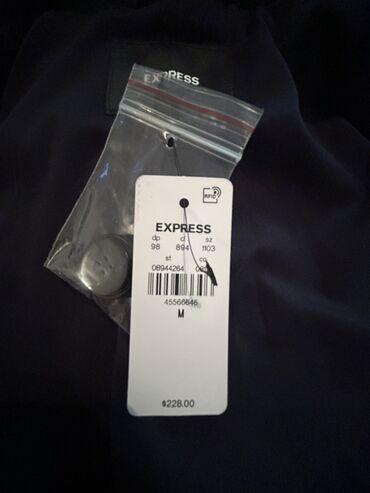 EXPRESS
RFID
EXPRESS
dp cl sz
98 894 1103
st co
08944264
45566646
M
$228.00